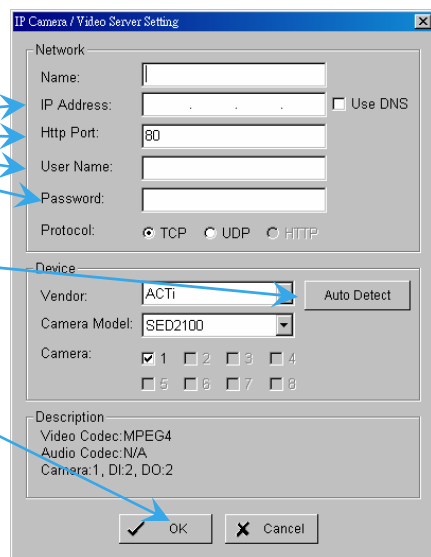 IP Camera / Video Server Setting
Network
Name:
IP Address: . . . Use DNS
Http Port: 80
User Name:
Password:
Protocol: TCP UDP HTTP
Device
Vendor: ACTi Auto Detect
Camera Model: SED2100
Camera: 1 2 3 4
5 6 7 8
Description
Video Codec:MPEG4
Audio Codec:N/A
Camera:1, DI:2, DO:2
OK Cancel